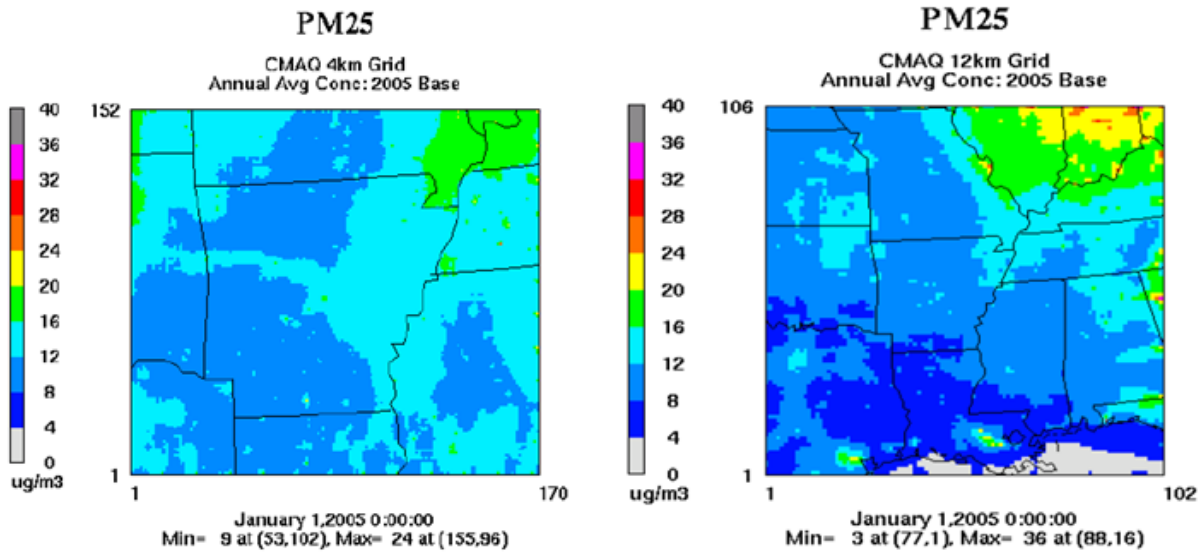 PM25
CMAQ 4km Grid
Annual Avg Conc: 2005 Base
40
36
32
28
24
20
16
12
8
4
0
ug/m3
152
1
1
170
January 1,2005 0:00:00
Min= 9 at (53,102), Max= 24 at (155,96)
PM25
CMAQ 12km Grid
Annual Avg Conc: 2005 Base
40
36
32
28
24
20
16
12
8
4
0
ug/m3
106
1
1
102
January 1,2005 0:00:00
Min= 3 at (77,1), Max= 36 at (88,16)